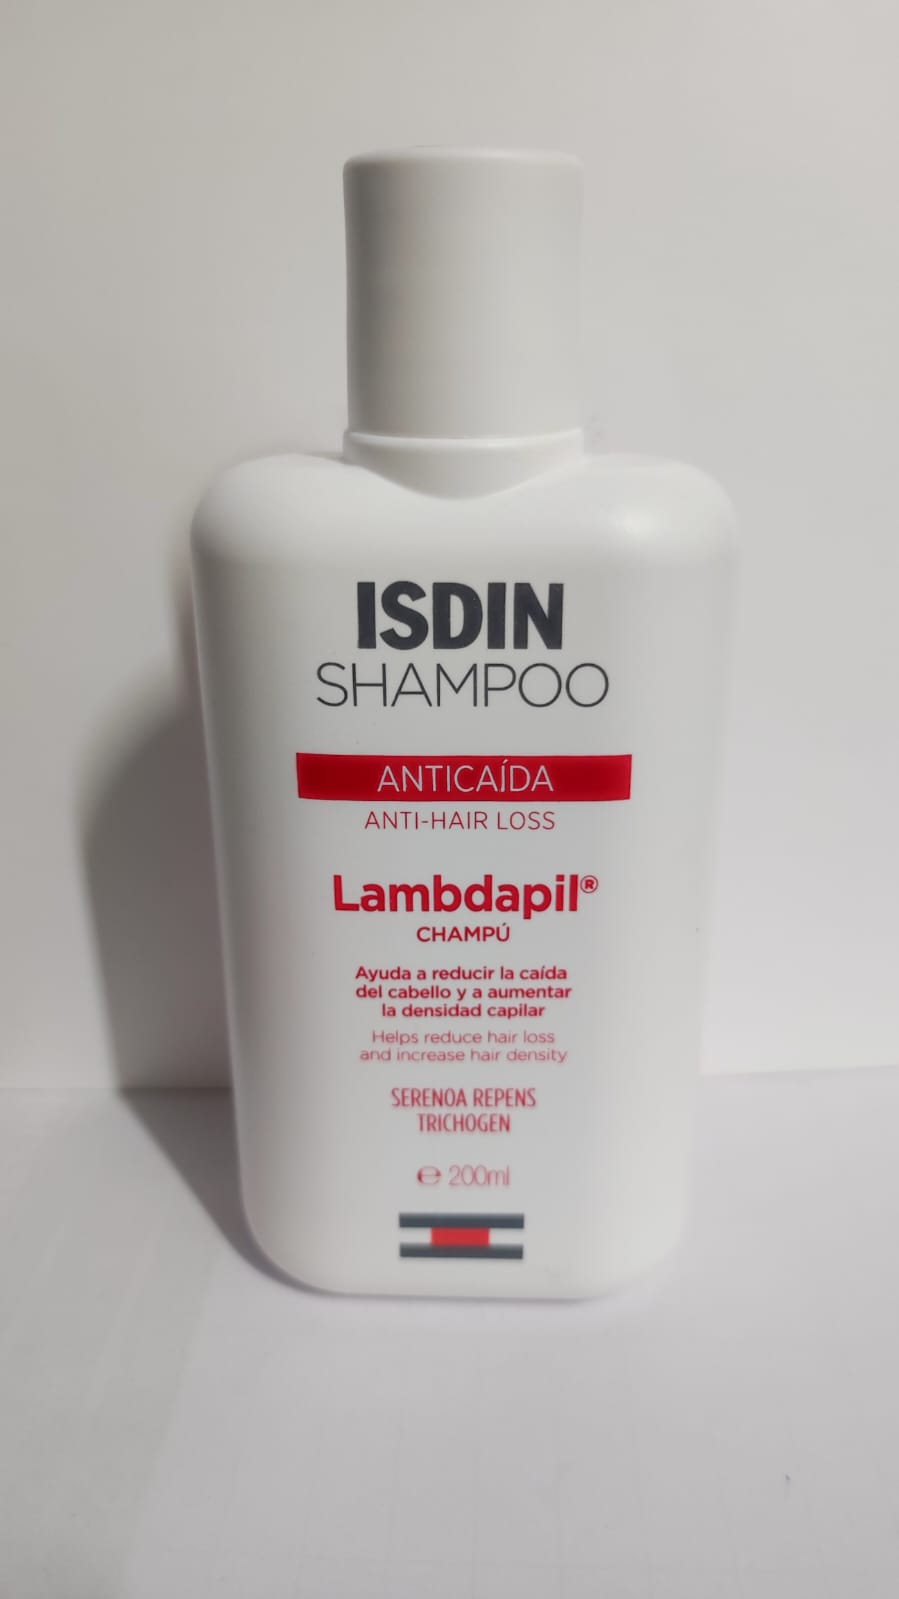 ISDIN
SHAMPOO
ANTICAÍDA
ANTI-HAIR LOSS
Lambdapil®
CHAMPÚ
Ayuda a reducir la caída
del cabello y a aumentar
la densidad capilar
Helps reduce hair loss
and increase hair density
SERENOA REPENS
TRICHOGEN
℮ 200ml